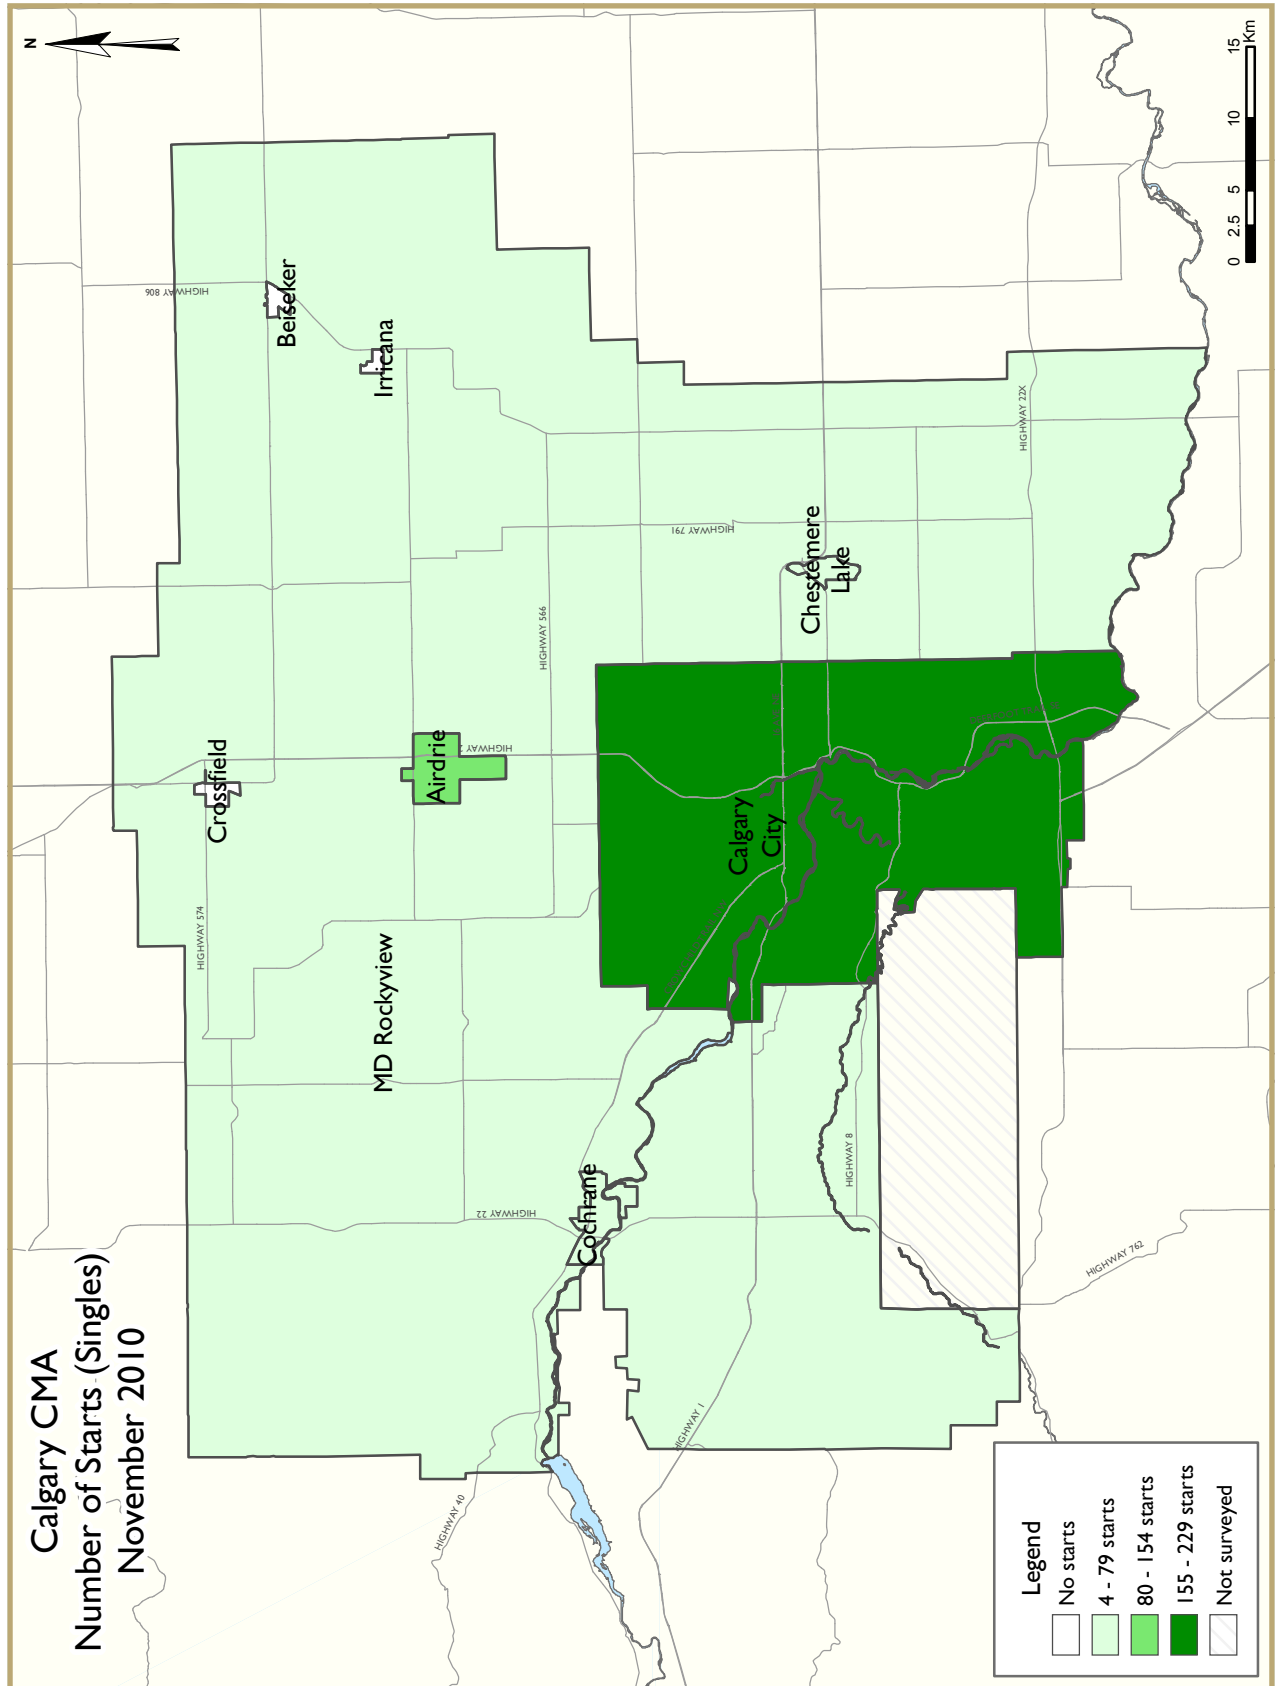 Calgary CMA
Number of Starts (Singles)
November 2010
N
HIGHWAY 574
Crossfield
HIGHWAY 806
Beiseker
Irricana
MD Rockyview
Airdrie
HIGHWAY 2
HIGHWAY 566
HIGHWAY 40
HIGHWAY 22
Cochrane
HIGHWAY 791
Calgary
City
Chestemere
Lake
HIGHWAY 1
HIGHWAY 8
HIGHWAY 22X
HIGHWAY 762
Legend
No starts
4 - 79 starts
80 - 154 starts
155 - 229 starts
Not surveyed
0 2.5 5 10 15
Km